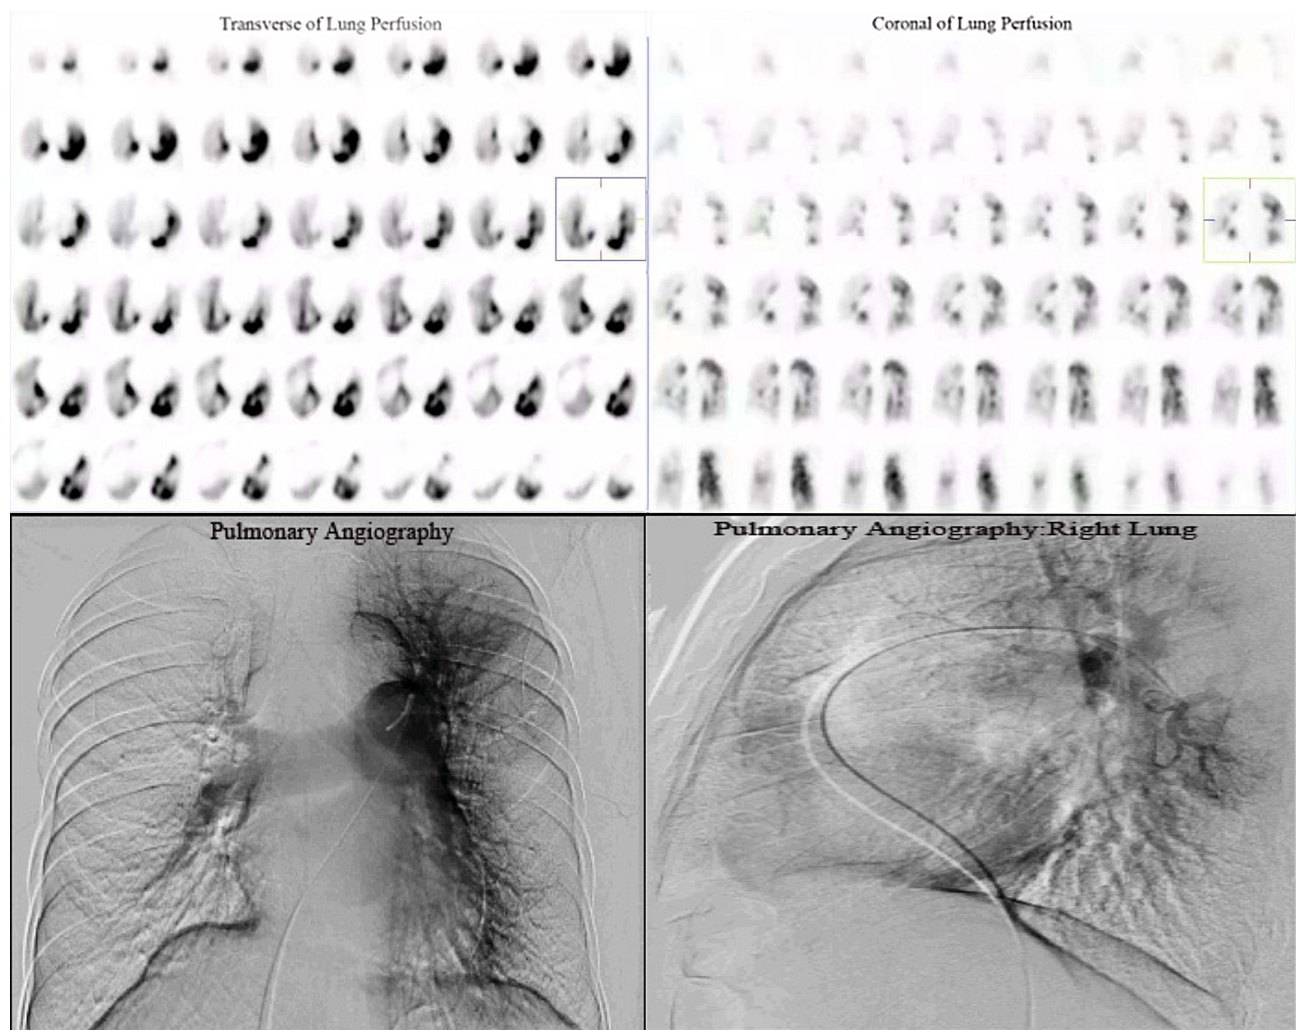 Transverse of Lung Perfusion
Coronal of Lung Perfusion
Pulmonary Angiography
Pulmonary Angiography:Right Lung